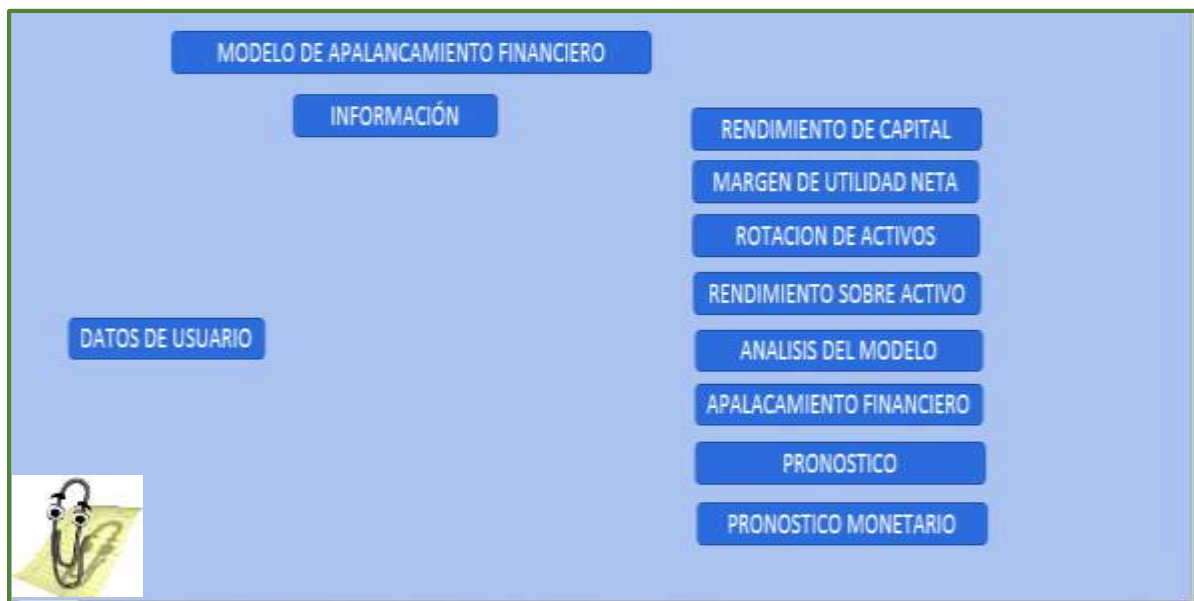 MODELO DE APALANCAMIENTO FINANCIERO
INFORMACIÓN
RENDIMIENTO DE CAPITAL
MARGEN DE UTILIDAD NETA
ROTACION DE ACTIVOS
RENDIMIENTO SOBRE ACTIVO
DATOS DE USUARIO
ANALISIS DEL MODELO
APALACAMIENTO FINANCIERO
PRONOSTICO
PRONOSTICO MONETARIO